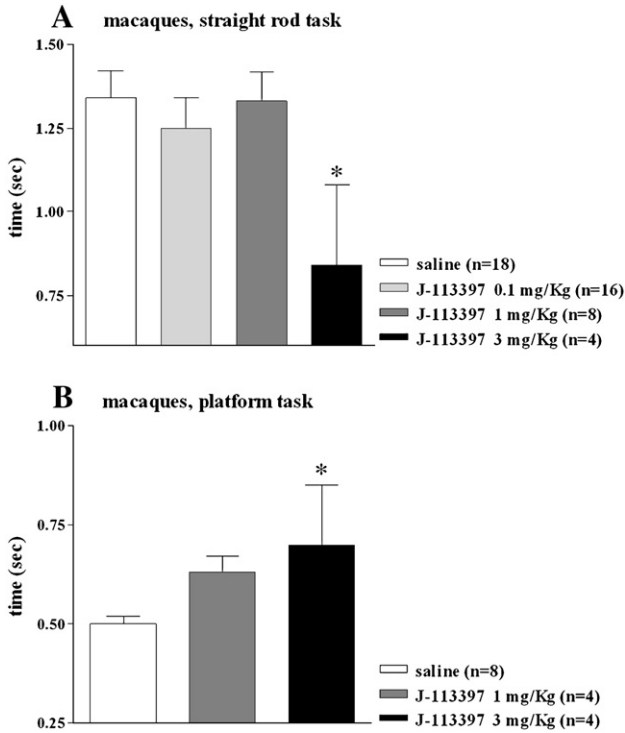 A macaques, straight rod task
1.50
1.25
1.00
0.75
time (sec)
*
saline (n=18)
J-113397 0.1 mg/Kg (n=16)
J-113397 1 mg/Kg (n=8)
J-113397 3 mg/Kg (n=4)
B macaques, platform task
1.00
0.75
0.50
0.25
time (sec)
*
saline (n=8)
J-113397 1 mg/Kg (n=4)
J-113397 3 mg/Kg (n=4)